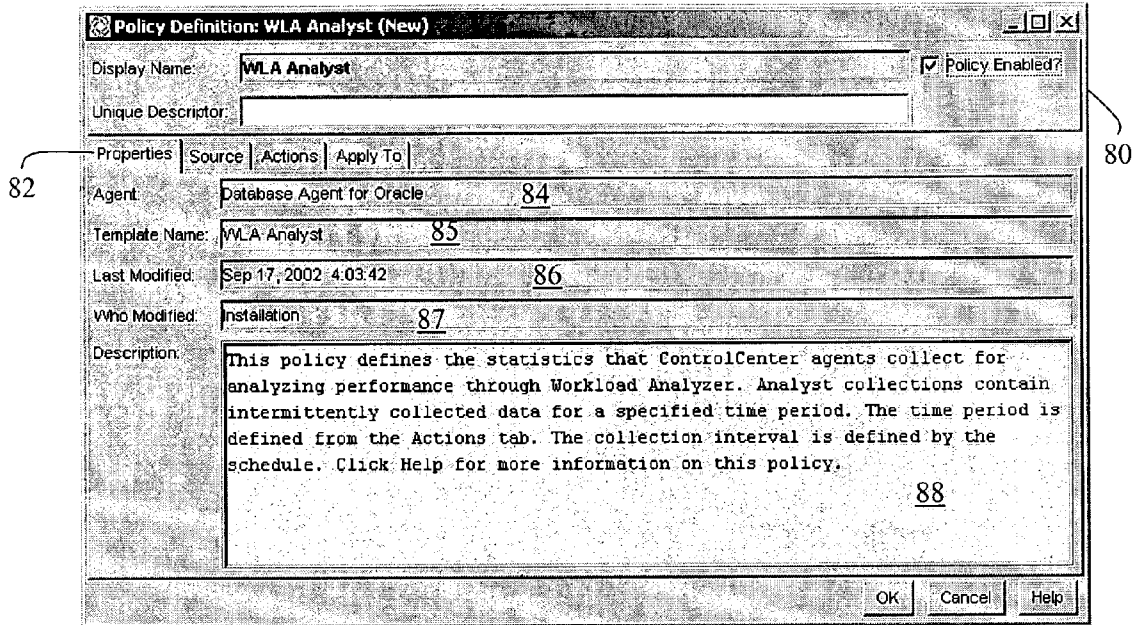 Policy Definition: WLA Analyst (New)
Display Name: WLA Analyst Policy Enabled?
Unique Descriptor:
80
Properties Source Actions Apply To
82
Agent: Database Agent for Oracle 84
Template Name: WLA Analyst 85
Last Modified: Sep 17, 2002 4:03:42 86
Who Modified: Installation 87
Description: This policy defines the statistics that ControlCenter agents collect for
analyzing performance through Workload Analyzer. Analyst collections contain
intermittently collected data for a specified time period. The time period is
defined from the Actions tab. The collection interval is defined by the
schedule. Click Help for more information on this policy.
88
OK Cancel Help